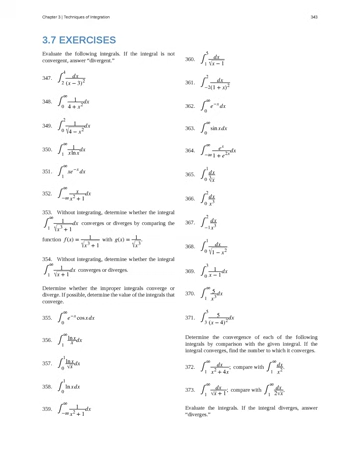 Chapter 3 | Techniques of Integration 343
3.7 EXERCISES
Evaluate the following integrals. If the integral is not
convergent, answer “divergent.”
347. ∫₂⁴ dx/(x − 3)²
348. ∫₀^∞ 1/(4 + x²) dx
349. ∫₀² 1/√(4 − x²) dx
350. ∫₁^∞ 1/(x ln x) dx
351. ∫₁^∞ xe⁻ˣ dx
352. ∫₋∞^∞ x/(x² + 1) dx
353. Without integrating, determine whether the integral
∫₁^∞ 1/√(x³ + 1) dx converges or diverges by comparing the
function f(x) = 1/√(x³ + 1) with g(x) = 1/√(x³).
354. Without integrating, determine whether the integral
∫₁^∞ 1/√(x + 1) dx converges or diverges.
Determine whether the improper integrals converge or
diverge. If possible, determine the value of the integrals that
converge.
355. ∫₀^∞ e⁻ˣ cos x dx
356. ∫₁^∞ ln x/x dx
357. ∫₀¹ ln x/√x dx
358. ∫₀¹ ln x dx
359. ∫₋∞^∞ 1/(x² + 1) dx
360. ∫₁⁵ dx/√(x − 1)
361. ∫₋₂² dx/(1 + x)²
362. ∫₀^∞ e⁻ˣ dx
363. ∫₀^∞ sin x dx
364. ∫₋∞^∞ eˣ/(1 + e²ˣ) dx
365. ∫₀¹ dx/∛x
366. ∫₀² dx/x³
367. ∫₋₁² dx/x³
368. ∫₀¹ dx/√(1 − x²)
369. ∫₀³ 1/(x − 1) dx
370. ∫₁^∞ 5/x³ dx
371. ∫₃⁵ 5/(x − 4)² dx
Determine the convergence of each of the following
integrals by comparison with the given integral. If the
integral converges, find the number to which it converges.
372. ∫₁^∞ dx/(x² + 4x); compare with ∫₁^∞ dx/x².
373. ∫₁^∞ dx/(√x + 1); compare with ∫₁^∞ dx/(2√x).
Evaluate the integrals. If the integral diverges, answer
“diverges.”